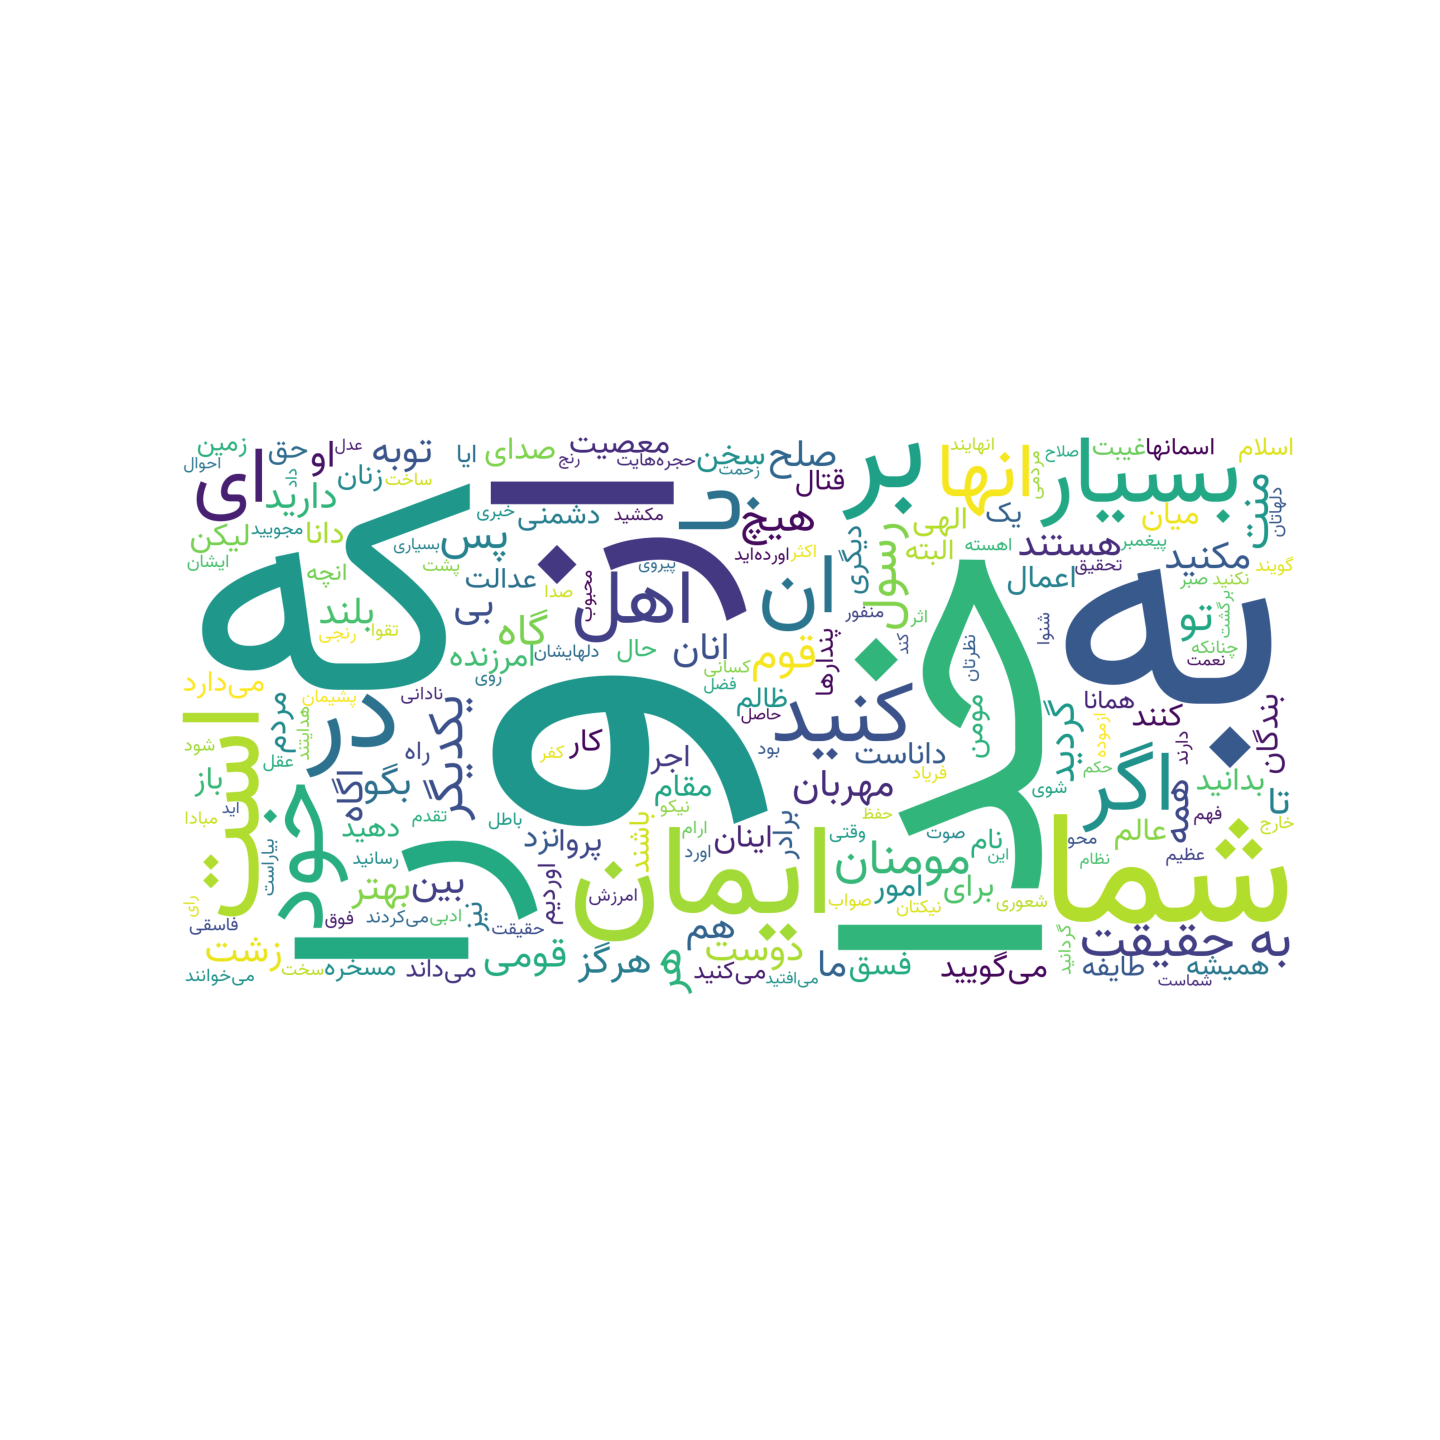 به
که
و
خدا
شما
ایمان
است
را
از
در
خود
کنید
بسیار
بر
انها
ای
اهل
ان
اگر
به حقیقت
مومنان
هیچ
صلح
توبه
او
حق
زمین
احوال
عدل
داد
زنان
ساخت
ایا
صدای
معصیت
رنج
حجره‌هایت
سخن
زحمت
قتال
انهایند
مردمی
صلاح
غیبت
اسمانها
اسلام
منت
دلهاتان
میان
یک
الهی
البته
رسول
دیگری
هستند
پیغمبر
تحقیق
مکنید
گویند
نکنید
صبر
برگشت
تو
چنانکه
نعمت
اهسته
اعمال
شنوا
اثر
منفور
کند
نظرتان
دارید
مجویید
لیکن
ایشان
دانا
انچه
بسیاری
پس
پشت
خبری
دشمنی
مکشید
عدالت
صدا
محبوب
پیروی
اورده‌اید
اکثر
بلند
رنجی
تقوا
بی
گاه
امرزنده
دلهایشان
روی
حال
انان
کسانی
فضل
قوم
پندارها
ظالم
حاصل
بود
می‌دارد
پشیمان
نادانی
هدایتند
مردم
شود
عقل
باز
اید
مبادا
راه
یکدیگر
اگاه
بگو
تقدم
دهید
رسانید
بیاراست
بهتر
کار
کفر
اجر
مقام
نیکو
ارام
اورد
اینان
برادر
مهربان
داناست
فریاد
حفظ
وقتی
صوت
نام
این
مومن
گردید
شوی
حکم
ازموده
همانا
کنند
دارند
بندگان
بدانید
تا
خارج
فهم
همه
عالم
عظیم
محو
نظام
باطل
نزد
پروا
باشند
امرزش
اوردیم
نیز
حقیقت
بین
ادبی
می‌کردند
فوق
رای
فاسقی
زشت
می‌خوانند
سخت
مسخره
می‌داند
قومی
هرگز
هم
هر
دوست
می‌کنید
می‌افتید
ما
فسق
صواب
نیکتان
امور
برای
شعوری
می‌گویید
گردانید
طایفه
همیشه
شماست